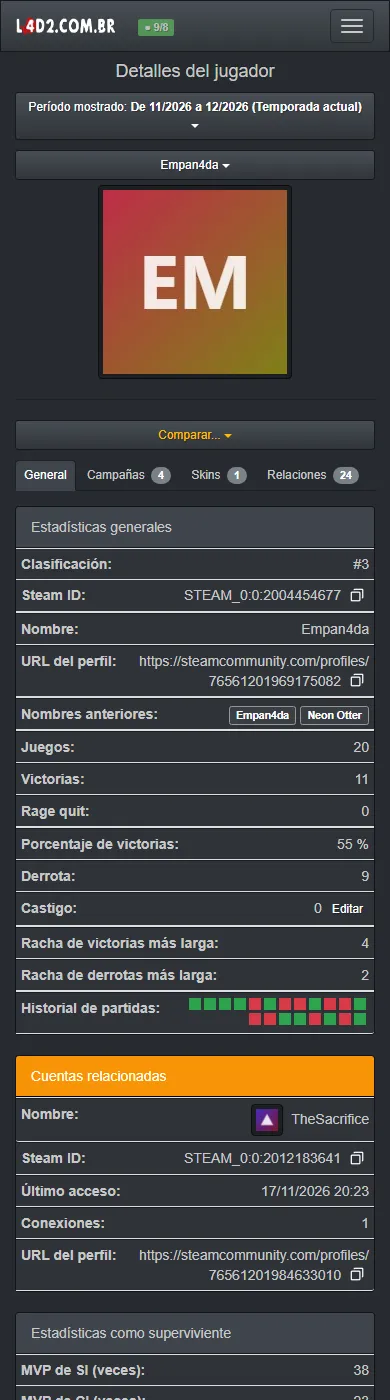 L4D2.COM.BR
9/8
Detalles del jugador
Período mostrado: De 11/2026 a 12/2026 (Temporada actual)
Empan4da
EM
Comparar...
General Campañas 4 Skins 1 Relaciones 24
Estadísticas generales
Clasificación: #3
Steam ID: STEAM_0:0:2004454677
Nombre: Empan4da
URL del perfil: https://steamcommunity.com/profiles/
76561201969175082
Nombres anteriores: Empan4da Neon Otter
Juegos: 20
Victorias: 11
Rage quit: 0
Porcentaje de victorias: 55 %
Derrota: 9
Castigo: 0 Editar
Racha de victorias más larga: 4
Racha de derrotas más larga: 2
Historial de partidas:
Cuentas relacionadas
Nombre: TheSacrifice
Steam ID: STEAM_0:0:2012183641
Último acceso: 17/11/2026 20:23
Conexiones: 1
URL del perfil: https://steamcommunity.com/profiles/
76561201984633010
Estadísticas como superviviente
MVP de SI (veces): 38